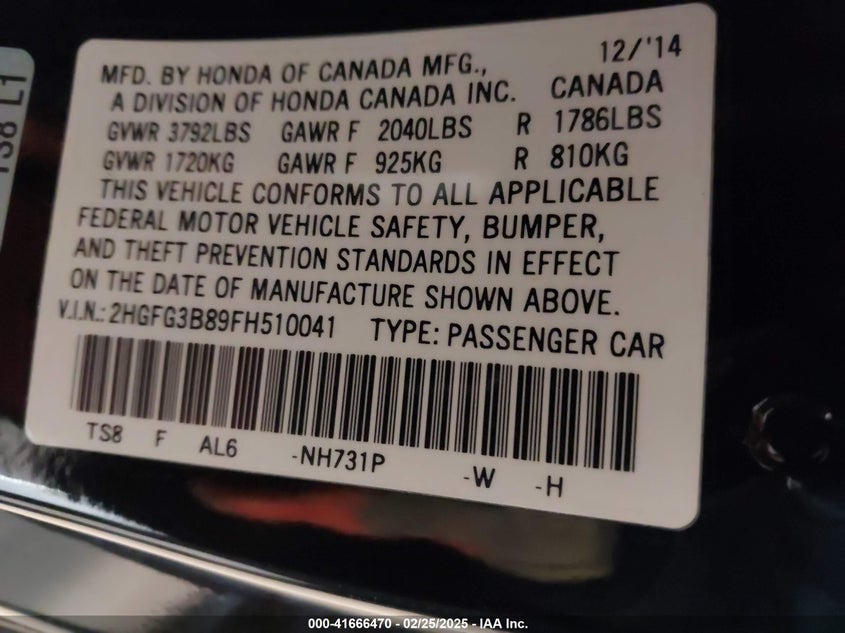 12/'14
MFD. BY HONDA OF CANADA MFG.,
A DIVISION OF HONDA CANADA INC. CANADA
GVWR 3792LBS GAWR F 2040LBS R 1786LBS
GVWR 1720KG GAWR F 925KG R 810KG
THIS VEHICLE CONFORMS TO ALL APPLICABLE
FEDERAL MOTOR VEHICLE SAFETY, BUMPER,
AND THEFT PREVENTION STANDARDS IN EFFECT
ON THE DATE OF MANUFACTURE SHOWN ABOVE.
V.I.N.: 2HGFG3B89FH510041 TYPE: PASSENGER CAR
TS8 F AL6 -NH731P -W -H
TS8 L1
000-41666470 - 02/25/2025 - IAA Inc.